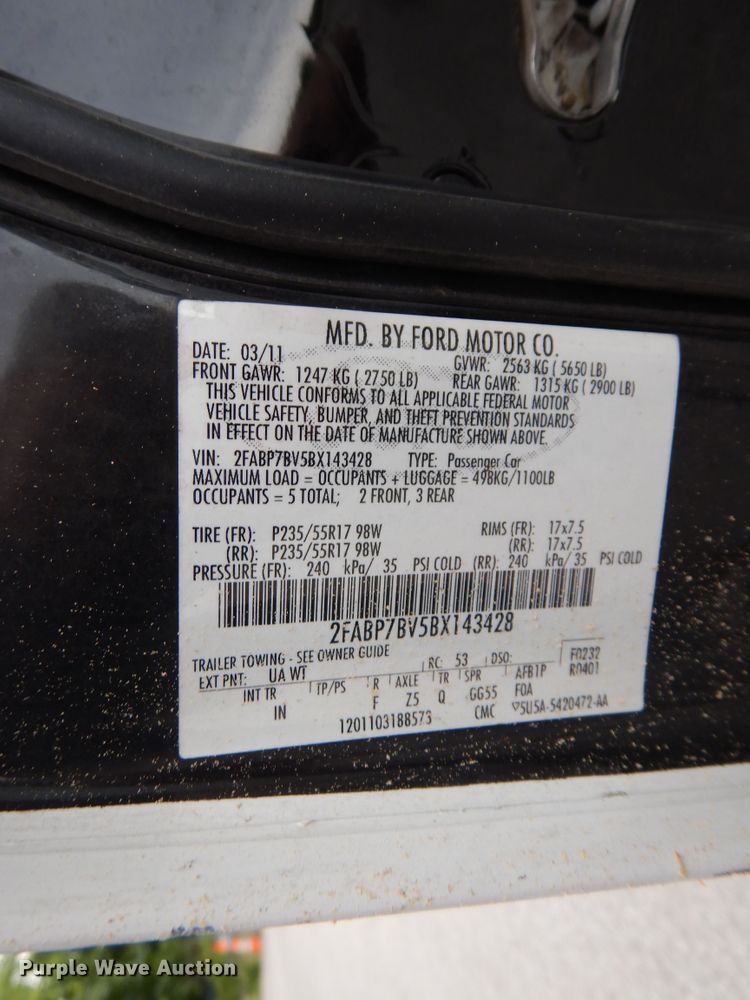 MFD. BY FORD MOTOR CO.
DATE: 03/11 GVWR: 2563 KG ( 5650 LB)
FRONT GAWR: 1247 KG ( 2750 LB) REAR GAWR: 1315 KG ( 2900 LB)
THIS VEHICLE CONFORMS TO ALL APPLICABLE FEDERAL MOTOR
VEHICLE SAFETY, BUMPER, AND THEFT PREVENTION STANDARDS
IN EFFECT ON THE DATE OF MANUFACTURE SHOWN ABOVE.
VIN: 2FABP7BV5BX143428 TYPE: Passenger Car
MAXIMUM LOAD = OCCUPANTS + LUGGAGE = 498KG/1100LB
OCCUPANTS = 5 TOTAL; 2 FRONT, 3 REAR
TIRE (FR): P235/55R17 98W RIMS (FR): 17x7.5
(RR): P235/55R17 98W (RR): 17x7.5
PRESSURE (FR): 240 kPa/ 35 PSI COLD (RR): 240 kPa/ 35 PSI COLD
2FABP7BV5BX143428
TRAILER TOWING - SEE OWNER GUIDE
EXT PNT: UA WT RC: 53 DSO: F0232
INT TR TP/PS R AXLE TR SPR AFB1P R0401
IN F Z5 Q GG55 FOA
1201103188573 CMC 5U5A-5420472-AA
Purple Wave Auction